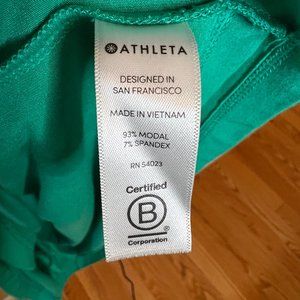 ATHLETA
DESIGNED IN
SAN FRANCISCO
MADE IN VIETNAM
93% MODAL
7% SPANDEX
RN 54023
Certified
B
Corporation